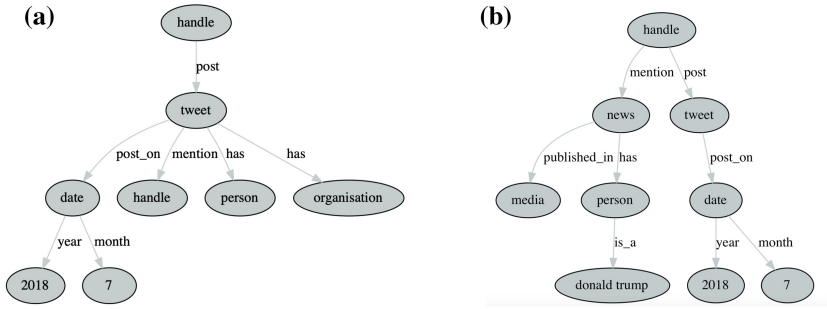 (a)
handle
post
tweet
post_on mention has has
date handle person organisation
year month
2018 7
(b)
handle
mention post
news tweet
published_in has post_on
media person date
is_a year month
donald trump 2018 7